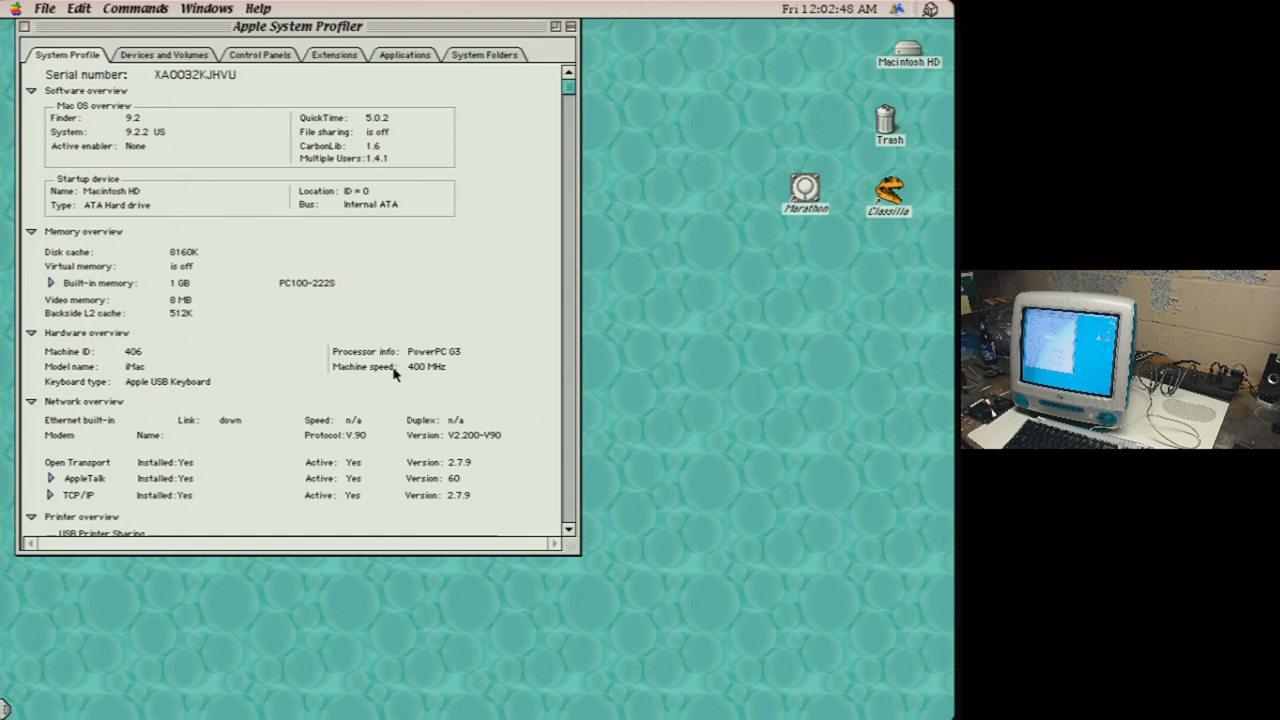 File Edit Commands Windows Help Fri 12:02:48 AM
Apple System Profiler
System Profile Devices and Volumes Control Panels Extensions Applications System Folders
Serial number: XA0032KJHVU
Software overview
Mac OS overview
Finder: 9.2 QuickTime: 5.0.2
System: 9.2.2 US File sharing: is off
Active enabler: None CarbonLib: 1.6
Multiple Users: 1.4.1
Startup device
Name: Macintosh HD Location: ID = 0
Type: ATA Hard drive Bus: Internal ATA
Memory overview
Disk cache: 8160K
Virtual memory: is off
Built-in memory: 1 GB PC100-222S
Video memory: 8 MB
Backside L2 cache: 512K
Hardware overview
Machine ID: 406 Processor info: PowerPC G3
Model name: iMac Machine speed: 400 MHz
Keyboard type: Apple USB Keyboard
Network overview
Ethernet built-in Link: down Speed: n/a Duplex: n/a
Modem Name: Protocol: V.90 Version: V2.200-V90
Open Transport Installed: Yes Active: Yes Version: 2.7.9
AppleTalk Installed: Yes Active: Yes Version: 60
TCP/IP Installed: Yes Active: Yes Version: 2.7.9
Printer overview
USB Printer Sharing
Macintosh HD
Trash
Marathon
Classilla